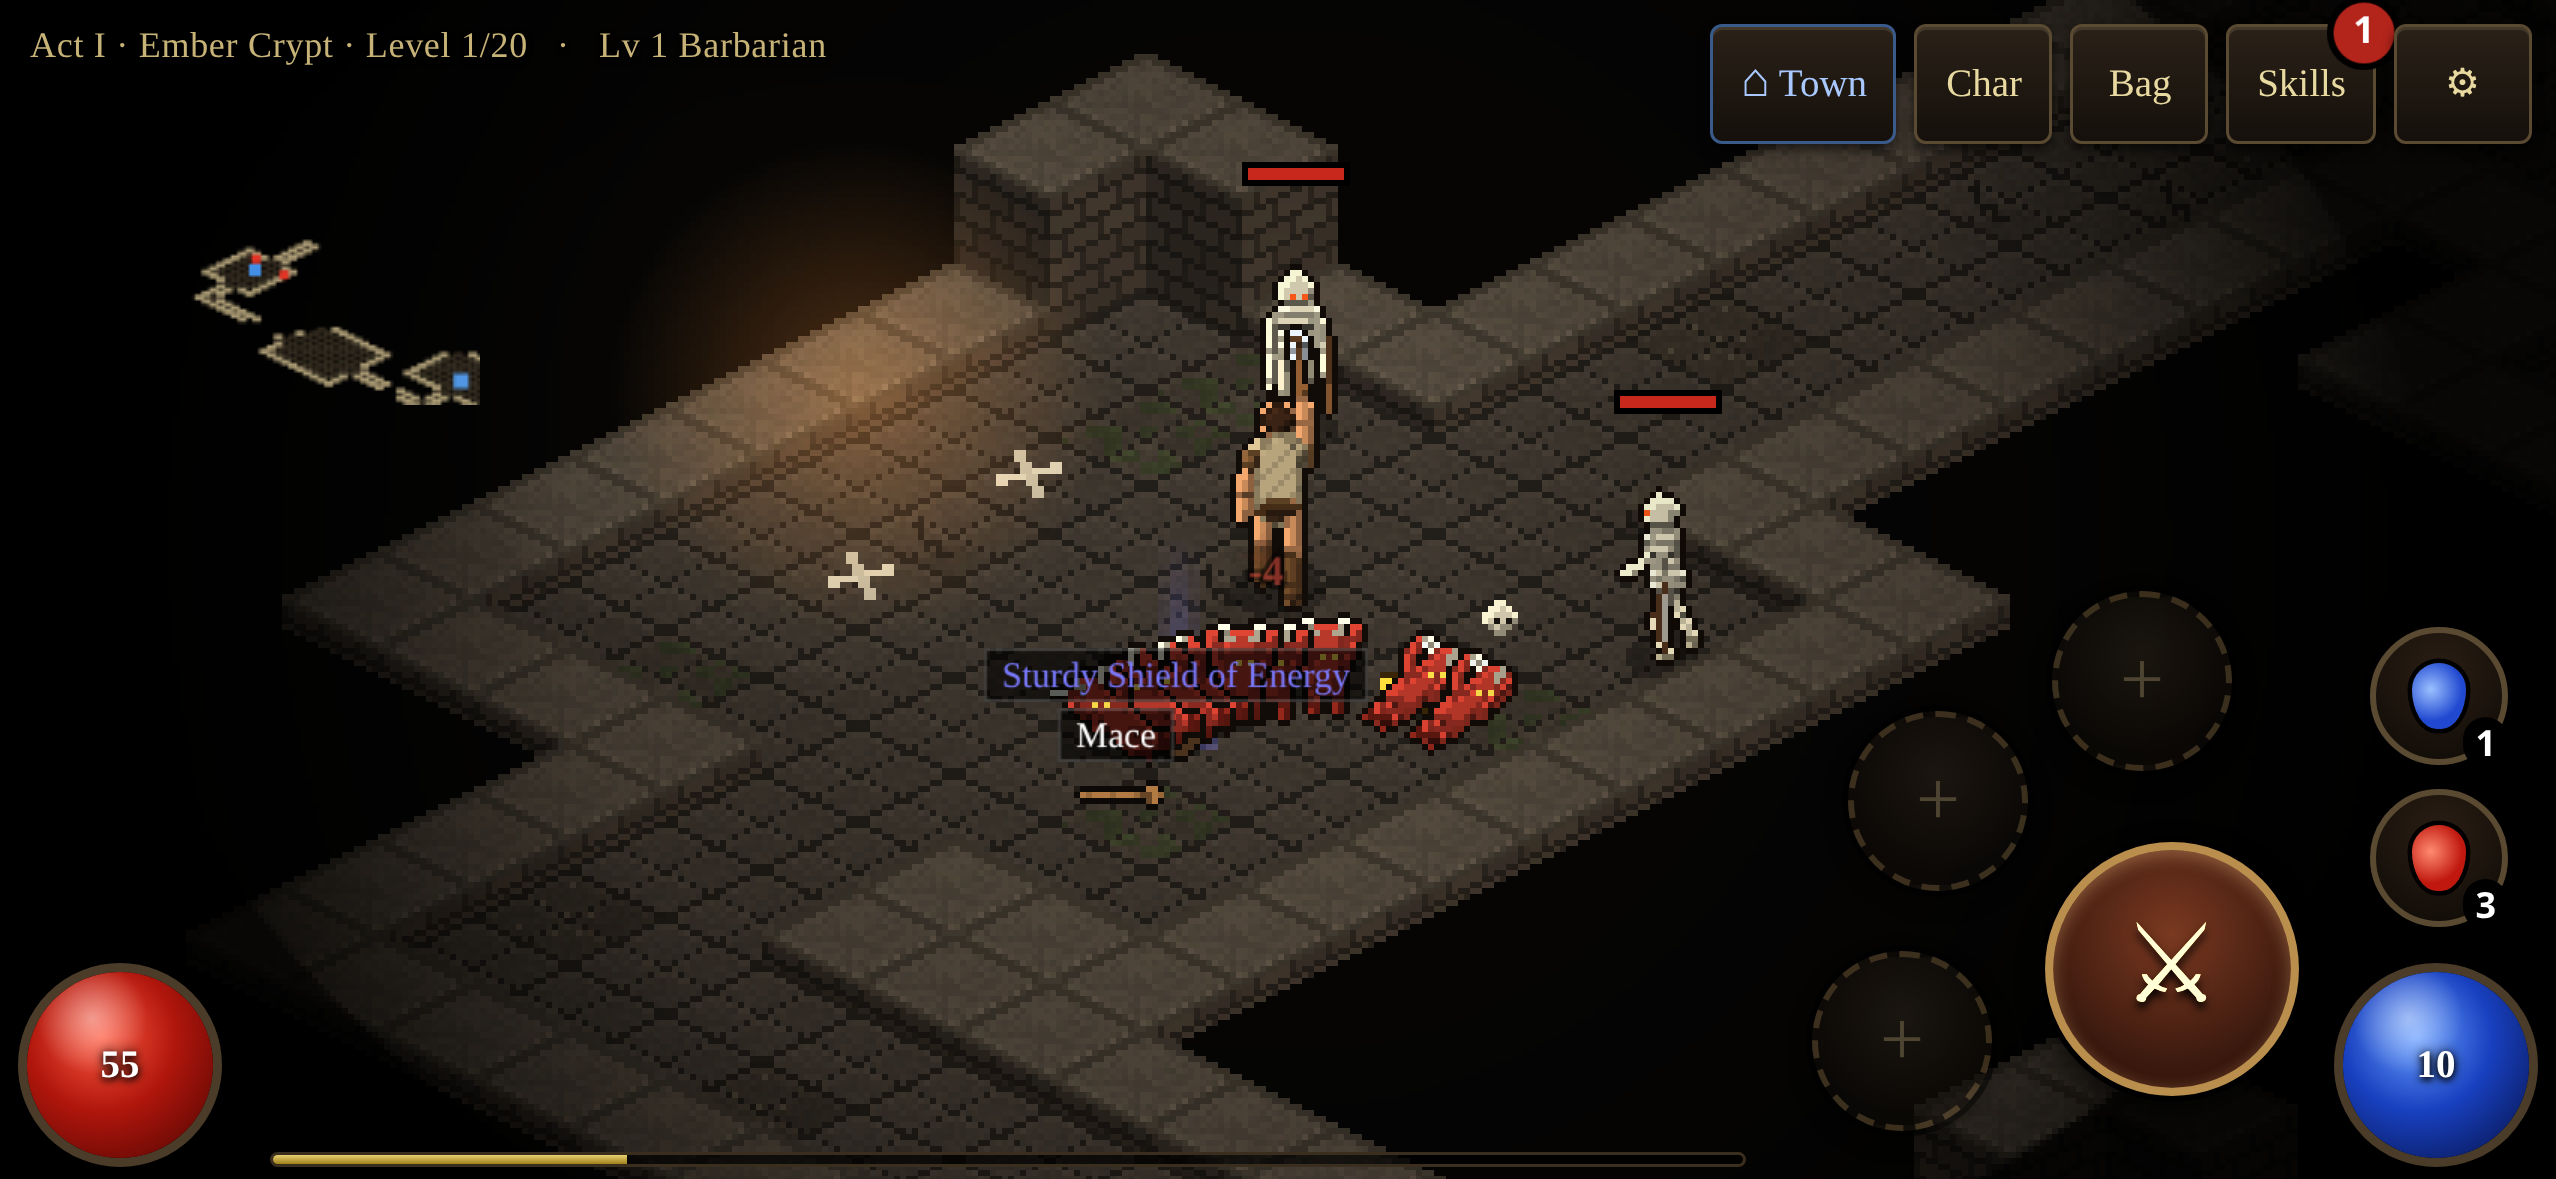 Act I · Ember Crypt · Level 1/20 · Lv 1 Barbarian
⌂ Town
Char
Bag
Skills
1
⚙
-4
Sturdy Shield of Energy
Mace
1
3
55
10